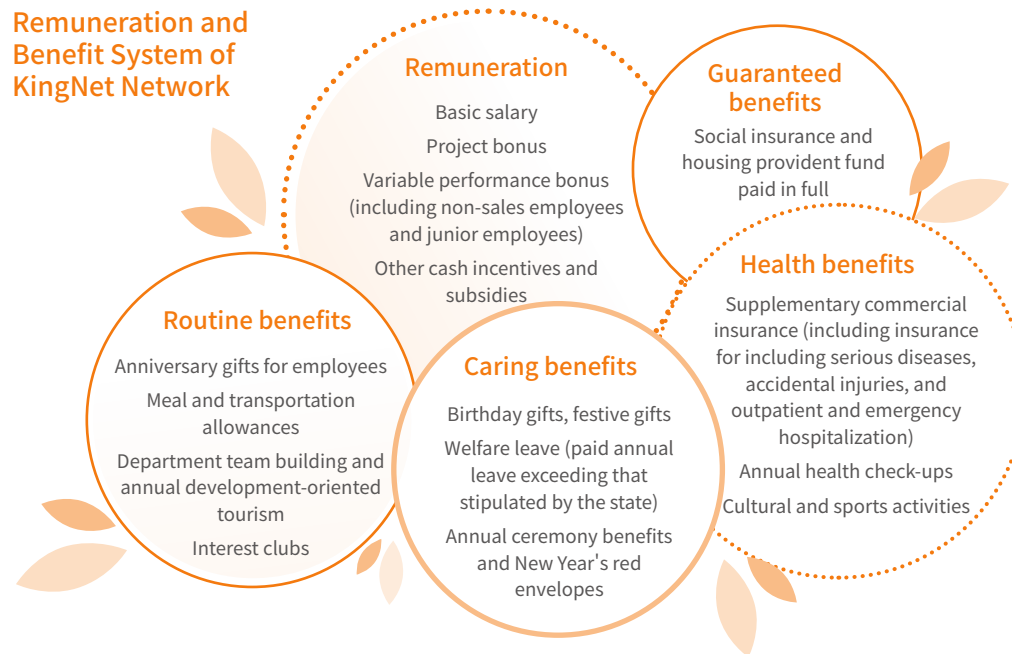 Remuneration and
Benefit System of
KingNet Network
Remuneration
Basic salary
Project bonus
Variable performance bonus
(including non-sales employees
and junior employees)
Other cash incentives and
subsidies
Guaranteed
benefits
Social insurance and
housing provident fund
paid in full
Health benefits
Supplementary commercial
insurance (including insurance
for including serious diseases,
accidental injuries, and
outpatient and emergency
hospitalization)
Annual health check-ups
Cultural and sports activities
Routine benefits
Anniversary gifts for employees
Meal and transportation
allowances
Department team building and
annual development-oriented
tourism
Interest clubs
Caring benefits
Birthday gifts, festive gifts
Welfare leave (paid annual
leave exceeding that
stipulated by the state)
Annual ceremony benefits
and New Year's red
envelopes